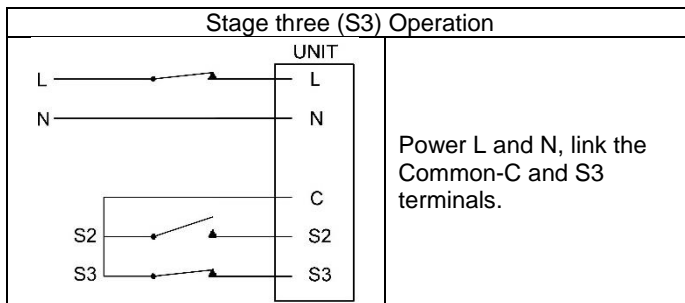 Stage three (S3) Operation
UNIT
L L
N N
C
S2 S2
S3 S3
Power L and N, link the
Common-C and S3
terminals.